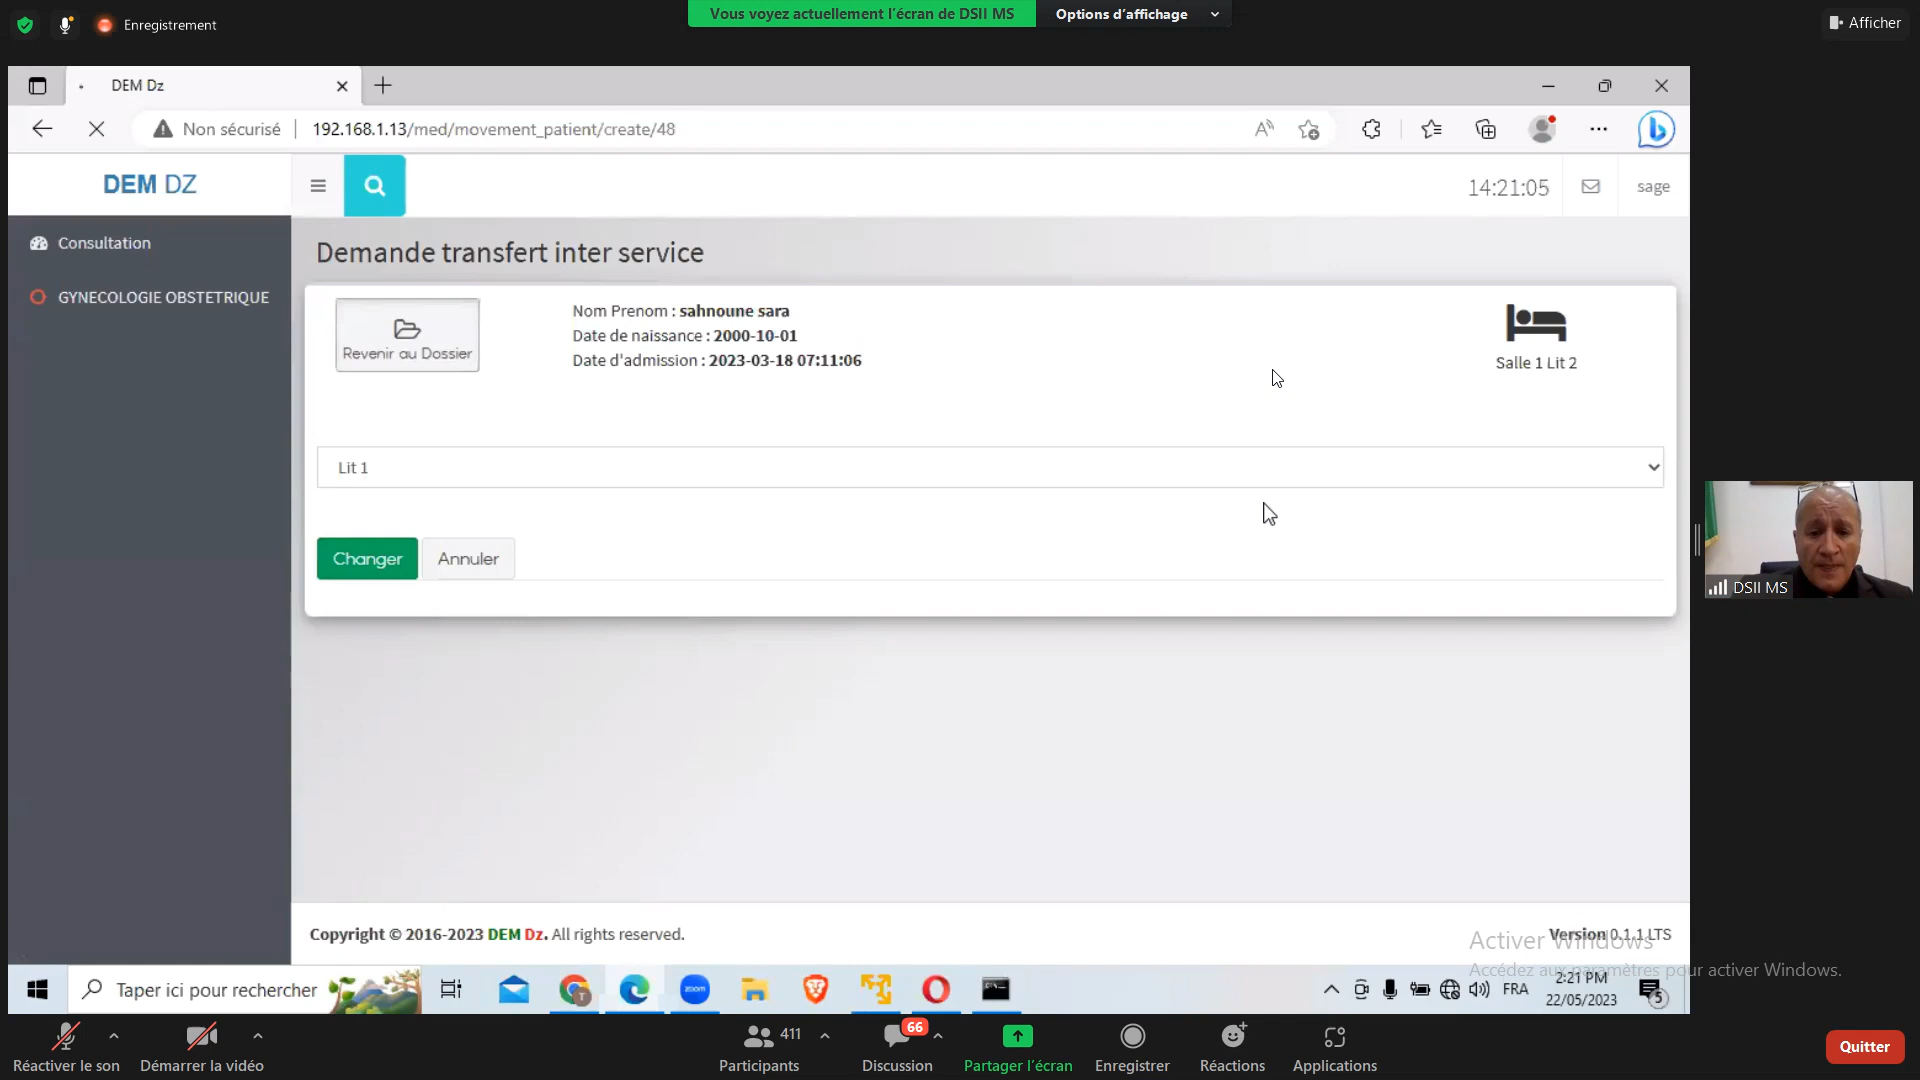 Enregistrement
Vous voyez actuellement l'écran de DSII MS
Options d'affichage
Afficher
DEM Dz
Non sécurisé
192.168.1.13/med/movement_patient/create/48
DEM DZ
14:21:05
sage
Consultation
GYNECOLOGIE OBSTETRIQUE
Demande transfert inter service
Revenir au Dossier
Nom Prenom : sahnoune sara
Date de naissance : 2000-10-01
Date d'admission : 2023-03-18 07:11:06
Salle 1 Lit 2
Lit 1
Changer
Annuler
DSII MS
Copyright © 2016-2023 DEM Dz. All rights reserved.
Version 0.1.1 LTS
Activer Windows
Accédez aux paramètres pour activer Windows.
Taper ici pour rechercher
zoom
T
FRA
2:21 PM
22/05/2023
5
Réactiver le son
Démarrer la vidéo
411
Participants
66
Discussion
Partager l'écran
Enregistrer
Réactions
Applications
Quitter